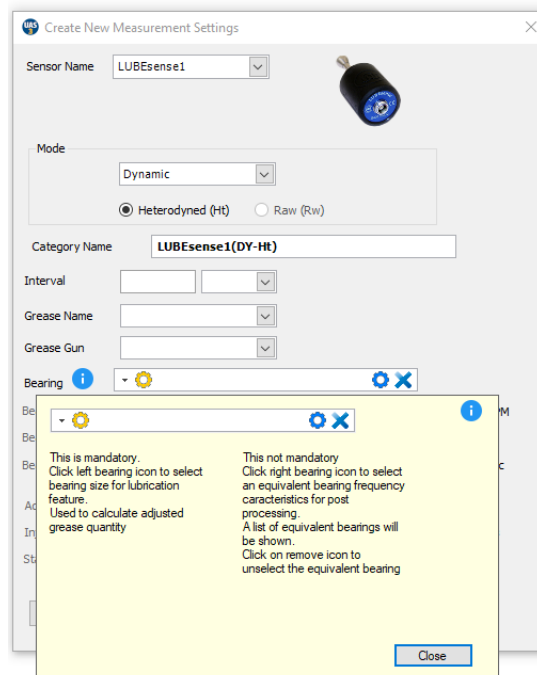 UAS
3
Create New Measurement Settings
Sensor Name
LUBEsense1
Mode
Dynamic
Heterodyned (Ht)
Raw (Rw)
Category Name
LUBEsense1(DY-Ht)
Interval
Grease Name
Grease Gun
Bearing
This is mandatory.
Click left bearing icon to select
bearing size for lubrication
feature.
Used to calculate adjusted
grease quantity
This not mandatory
Click right bearing icon to select
an equivalent bearing frequency
caracteristics for post
processing.
A list of equivalent bearings will
be shown.
Click on remove icon to
unselect the equivalent bearing
Close